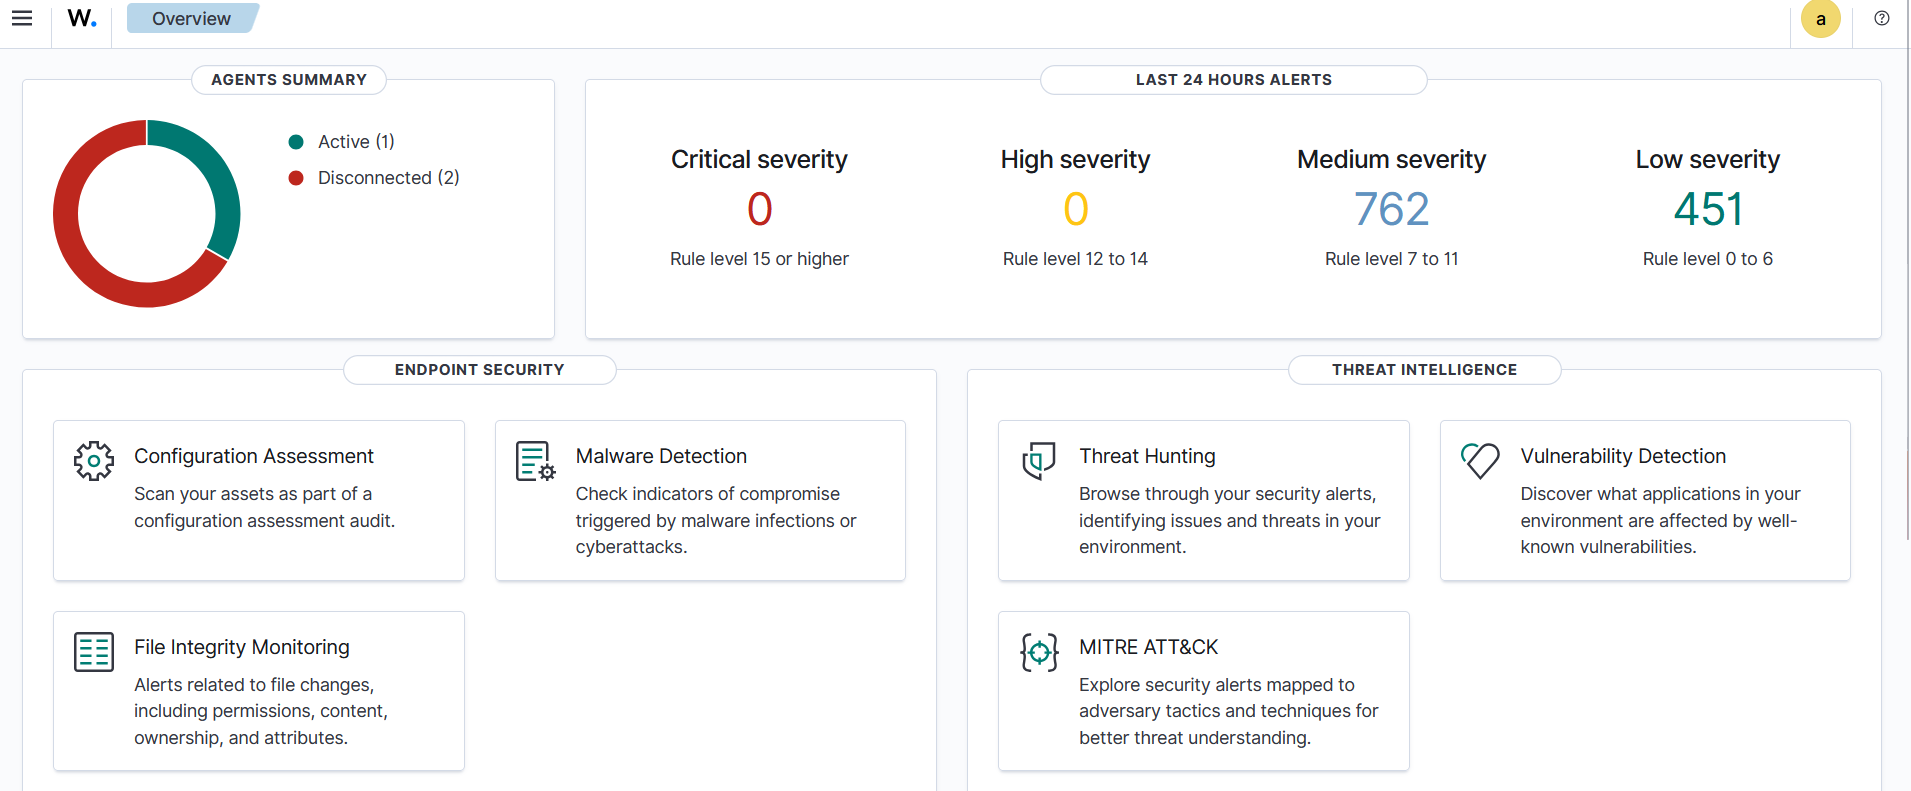 W.
Overview
a
?
AGENTS SUMMARY
Active (1)
Disconnected (2)
LAST 24 HOURS ALERTS
Critical severity
0
Rule level 15 or higher
High severity
0
Rule level 12 to 14
Medium severity
762
Rule level 7 to 11
Low severity
451
Rule level 0 to 6
ENDPOINT SECURITY
Configuration Assessment
Scan your assets as part of a
configuration assessment audit.
Malware Detection
Check indicators of compromise
triggered by malware infections or
cyberattacks.
File Integrity Monitoring
Alerts related to file changes,
including permissions, content,
ownership, and attributes.
THREAT INTELLIGENCE
Threat Hunting
Browse through your security alerts,
identifying issues and threats in your
environment.
Vulnerability Detection
Discover what applications in your
environment are affected by well-
known vulnerabilities.
MITRE ATT&CK
Explore security alerts mapped to
adversary tactics and techniques for
better threat understanding.